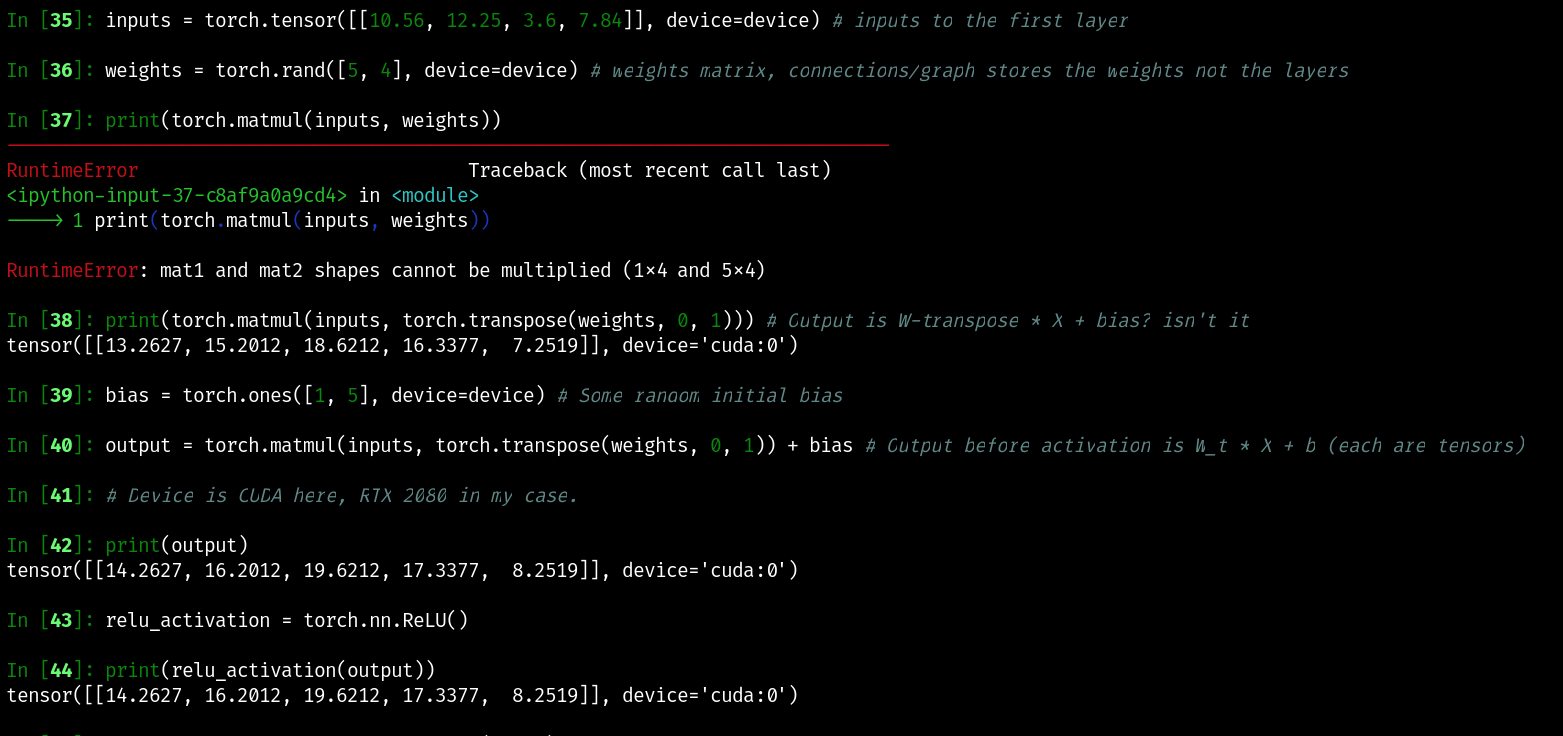 In [35]: inputs = torch.tensor([[10.56, 12.25, 3.6, 7.84]], device=device) # inputs to the first layer
In [36]: weights = torch.rand([5, 4], device=device) # weights matrix, connections/graph stores the weights not the layers
In [37]: print(torch.matmul(inputs, weights))
RuntimeError                              Traceback (most recent call last)
<ipython-input-37-c8af9a0a9cd4> in <module>
----> 1 print(torch.matmul(inputs, weights))
RuntimeError: mat1 and mat2 shapes cannot be multiplied (1×4 and 5×4)
In [38]: print(torch.matmul(inputs, torch.transpose(weights, 0, 1))) # Output is W-transpose * X + bias? isn't it
tensor([[13.2627, 15.2012, 18.6212, 16.3377,  7.2519]], device='cuda:0')
In [39]: bias = torch.ones([1, 5], device=device) # Some random initial bias
In [40]: output = torch.matmul(inputs, torch.transpose(weights, 0, 1)) + bias # Output before activation is W_t * X + b (each are tensors)
In [41]: # Device is CUDA here, RTX 2080 in my case.
In [42]: print(output)
tensor([[14.2627, 16.2012, 19.6212, 17.3377,  8.2519]], device='cuda:0')
In [43]: relu_activation = torch.nn.ReLU()
In [44]: print(relu_activation(output))
tensor([[14.2627, 16.2012, 19.6212, 17.3377,  8.2519]], device='cuda:0')